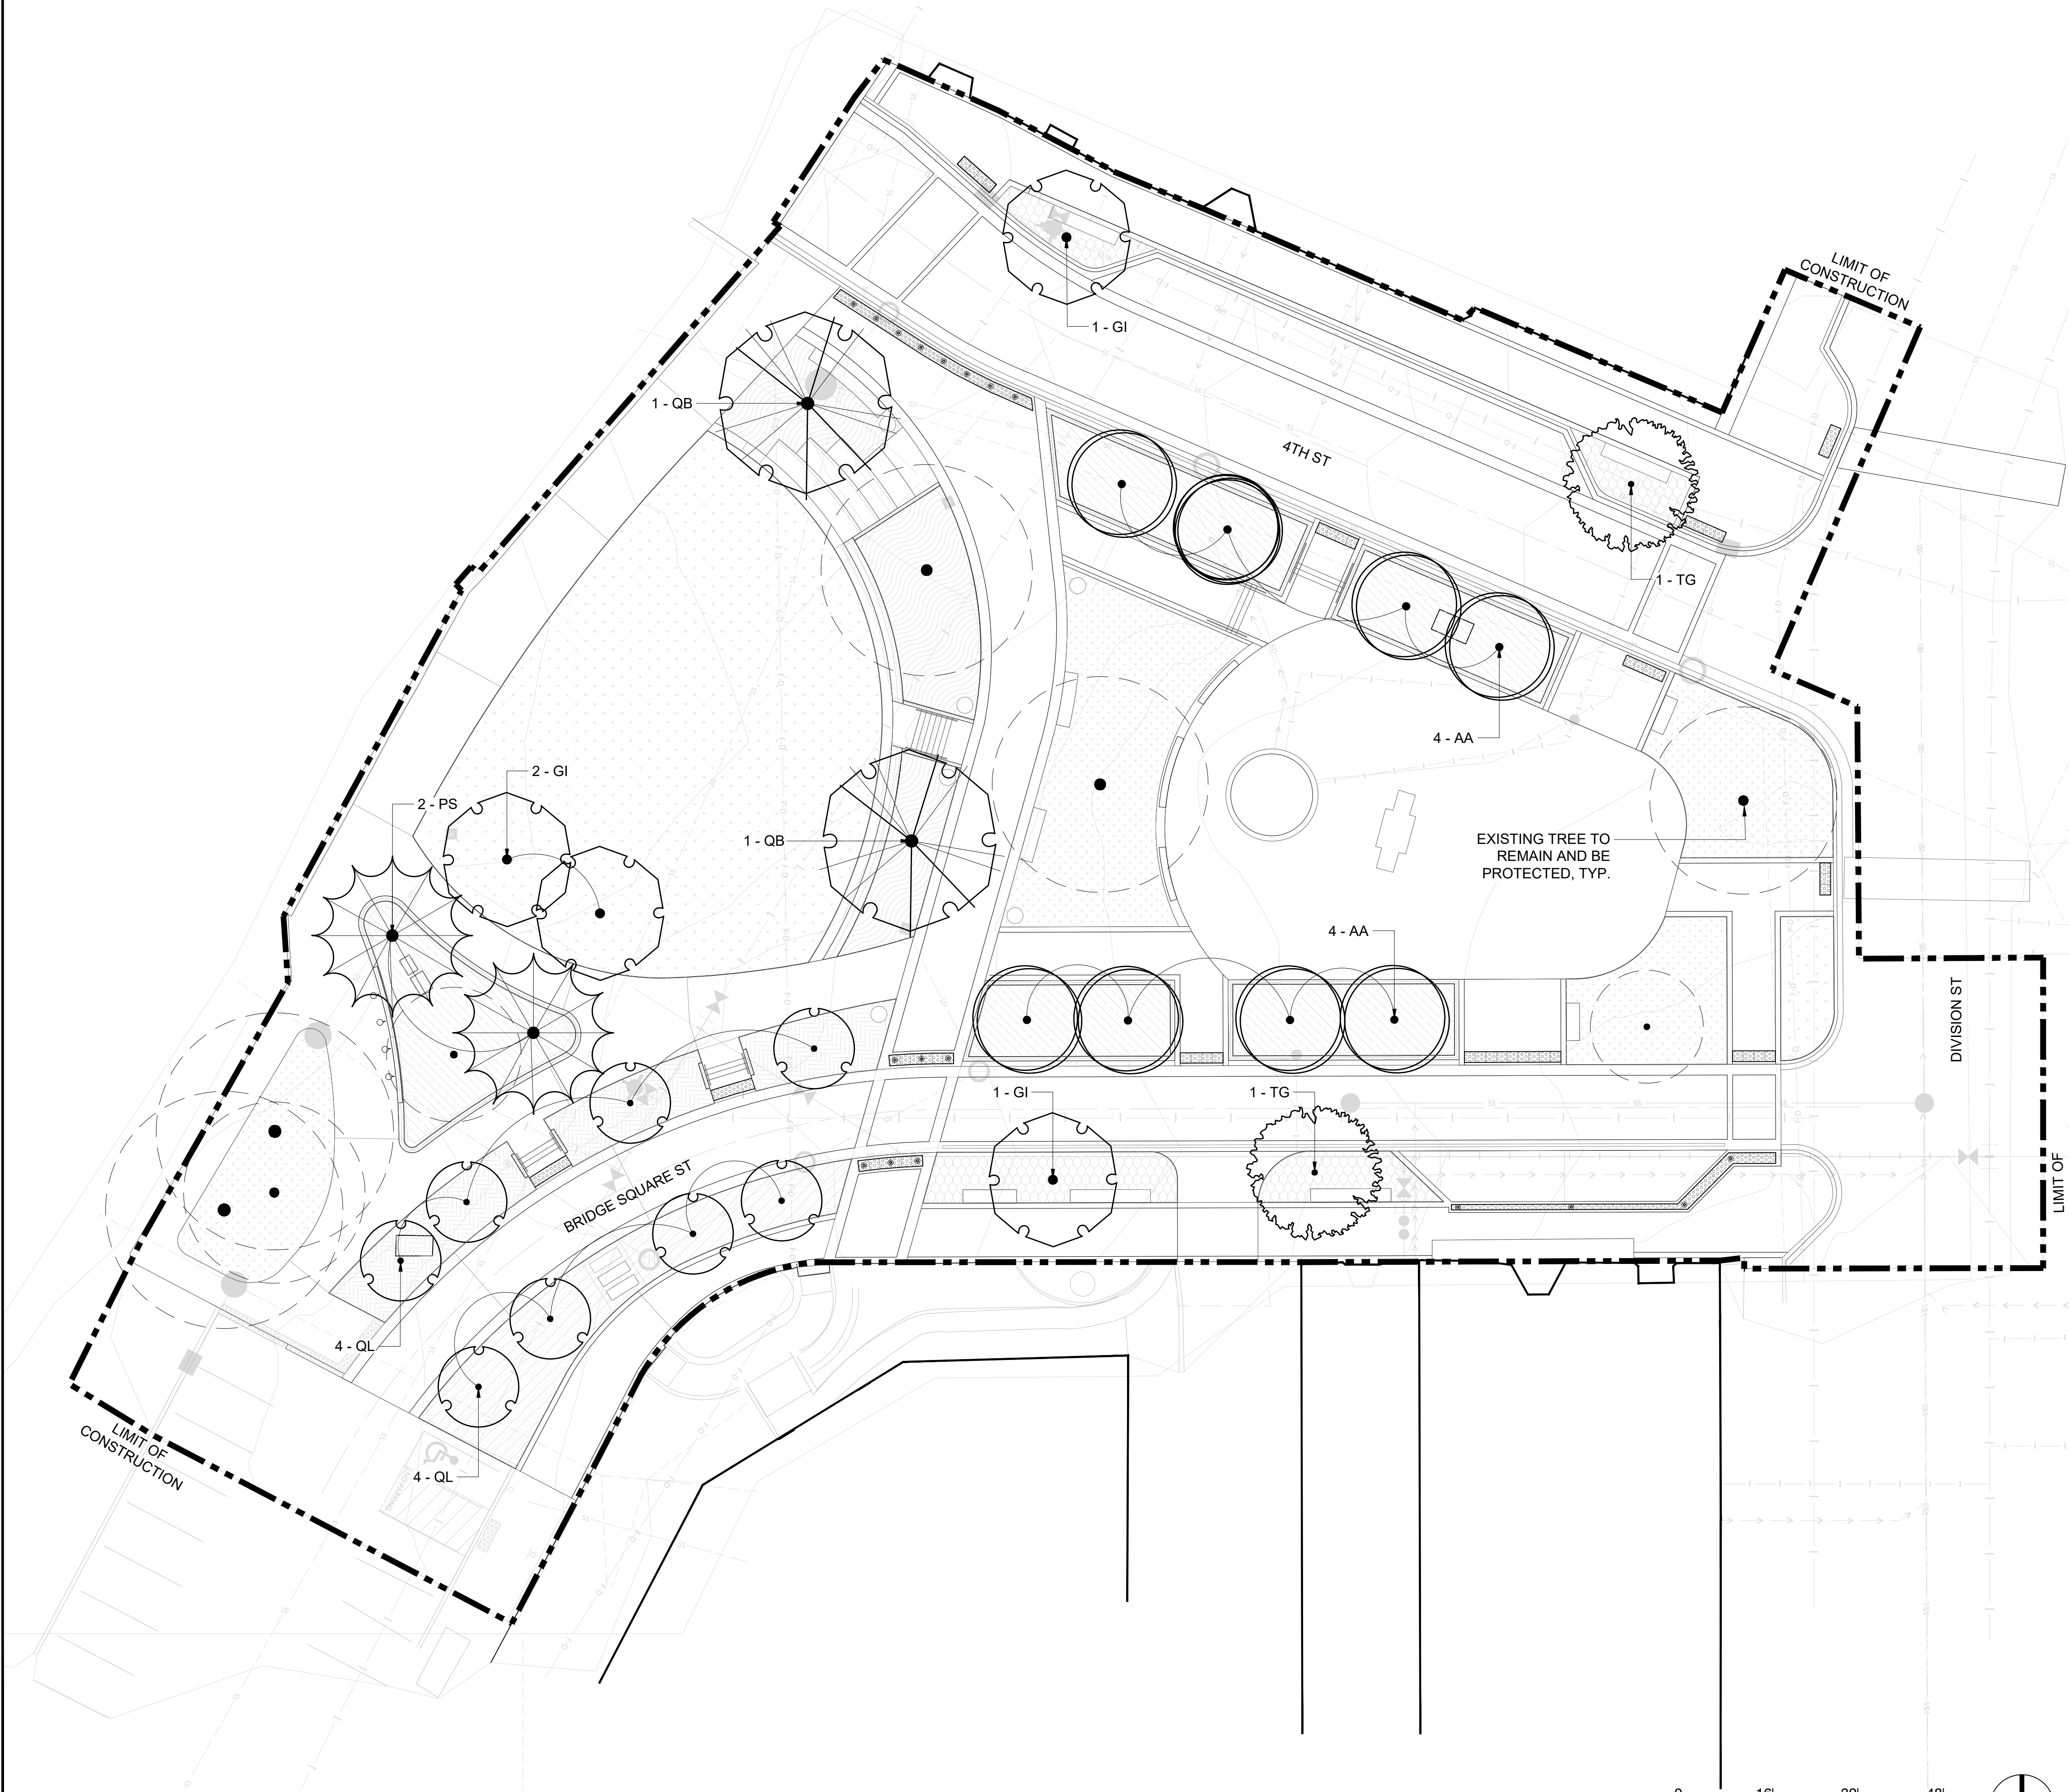 LIMIT OF
CONSTRUCTION
1 - GI
1 - QB
4TH ST
1 - TG
4 - AA
2 - GI
2 - PS
1 - QB
EXISTING TREE TO
REMAIN AND BE
PROTECTED, TYP.
4 - AA
DIVISION ST
1 - GI
1 - TG
LIMIT OF
BRIDGE SQUARE ST
4 - QL
LIMIT OF
CONSTRUCTION
4 - QL